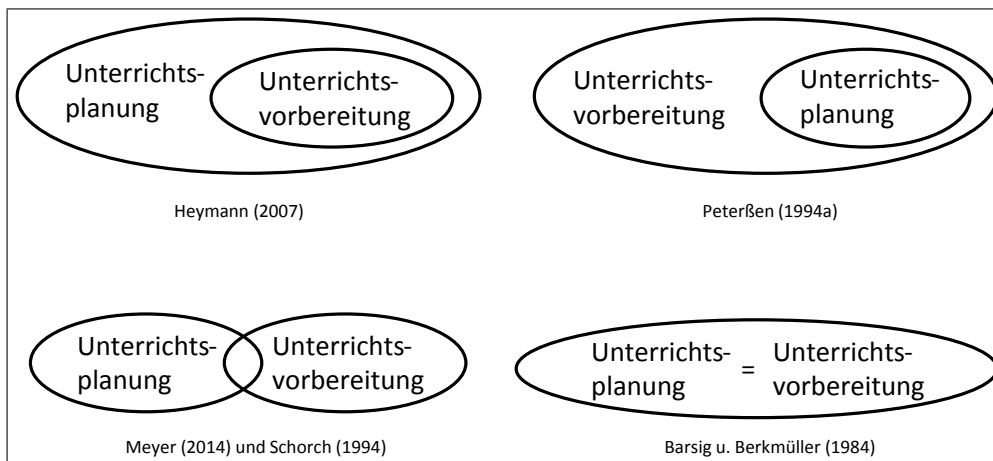 Unterrichts-
planung
Unterrichts-
vorbereitung
Heymann (2007)
Unterrichts-
vorbereitung
Unterrichts-
planung
Peterßen (1994a)
Unterrichts-
planung
Unterrichts-
vorbereitung
Meyer (2014) und Schorch (1994)
Unterrichts-
planung
=
Unterrichts-
vorbereitung
Barsig u. Berkmüller (1984)